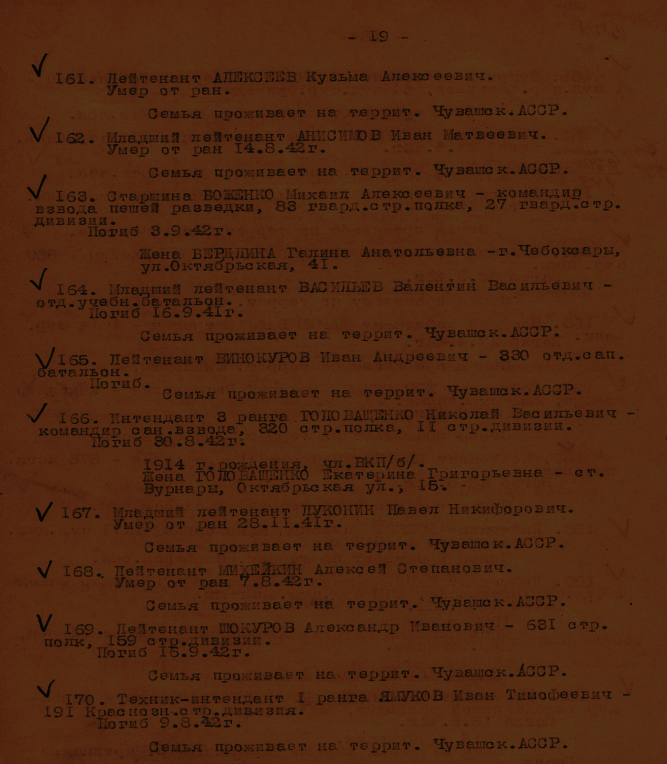 - 19 -
161. Лейтенант АЛЕКСЕЕВ Кузьма Алексеевич.
Умер от ран.
Семья проживает на террит. Чувашск.АССР.
162. Младший лейтенант АНИСИМОВ Иван Матвеевич.
Умер от ран 14.8.42г.
Семья проживает на террит. Чувашск.АССР.
163. Старшина БОЖЕНКО Михаил Алексеевич - командир
взвода пешей разведки, 83 гвард.стр.полка, 27 гвард.стр.
дивизии.
Погиб 3.9.42г.
Жена БЕРДЛИНА Галина Анатольевна -г.Чебоксары,
ул.Октябрьская, 41.
164. Младший лейтенант ВАСИЛЬЕВ Валентин Васильевич -
отд.учебн.батальон.
Погиб 16.9.41г.
Семья проживает на террит. Чувашск.АССР.
165. Лейтенант ВИНОКУРОВ Иван Андреевич - 330 отд.сап.
батальон.
Погиб.
Семья проживает на террит. Чувашск.АССР.
166. Интендант 3 ранга ГОЛОВАЩЕНКО Николай Васильевич -
командир сан.взвода, 320 стр.полка, II стр.дивизии.
Погиб 30.8.42г.
1914 г.рождения, чл.ВКП/б/.
Жена ГОЛОВАЩЕНКО Екатерина Григорьевна - ст.
Вурнары, Октябрьская ул., 15.
167. Младший лейтенант ЛУКОНИН Павел Никифорович.
Умер от ран 28.11.41г.
Семья проживает на террит. Чувашск.АССР.
168. Лейтенант МИХЕЙКИН Алексей Степанович.
Умер от ран 7.8.42г.
Семья проживает на террит. Чувашск.АССР.
169. Лейтенант ШОКУРОВ Александр Иванович - 631 стр.
полк, 159 стр.дивизии.
Погиб 16.9.42г.
Семья проживает на террит. Чувашск.АССР.
170. Техник-интендант I ранга ЯМУКОВ Иван Тимофеевич -
191 Краснозн.стр.дивизия.
Погиб 9.8.42г.
Семья проживает на террит. Чувашск.АССР.